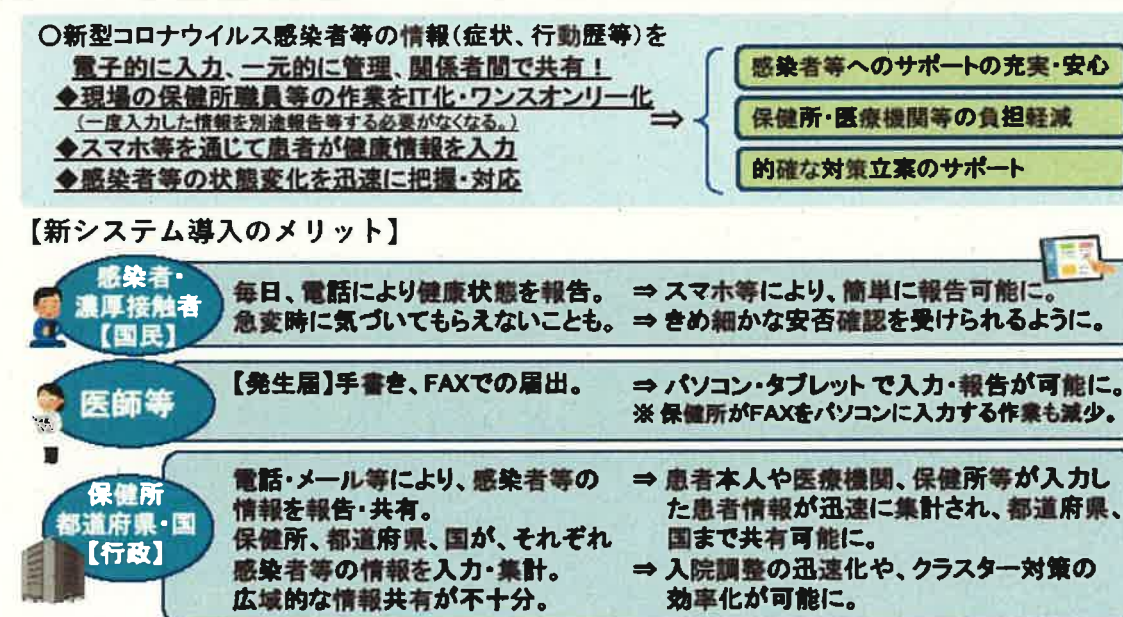 ○新型コロナウイルス感染者等の情報(症状、行動歴等)を
電子的に入力、一元的に管理、関係者間で共有!
◆現場の保健所職員等の作業をIT化・ワンスオンリー化
(一度入力した情報を別途報告等する必要がなくなる。)
◆スマホ等を通じて患者が健康情報を入力
◆感染者等の状態変化を迅速に把握・対応
⇒
感染者等へのサポートの充実・安心
保健所・医療機関等の負担軽減
的確な対策立案のサポート
【新システム導入のメリット】
感染者・
濃厚接触者
【国民】
毎日、電話により健康状態を報告。
急変時に気づいてもらえないことも。
⇒ スマホ等により、簡単に報告可能に。
⇒ きめ細かな安否確認を受けられるように。
医師等
【発生届】手書き、FAXでの届出。
⇒ パソコン・タブレット で入力・報告が可能に。
※ 保健所がFAXをパソコンに入力する作業も減少。
保健所
都道府県・国
【行政】
電話・メール等により、感染者等の
情報を報告・共有。
保健所、都道府県、国が、それぞれ
感染者等の情報を入力・集計。
広域的な情報共有が不十分。
⇒ 患者本人や医療機関、保健所等が入力し
た患者情報が迅速に集計され、都道府県、
国まで共有可能に。
⇒ 入院調整の迅速化や、クラスター対策の
効率化が可能に。